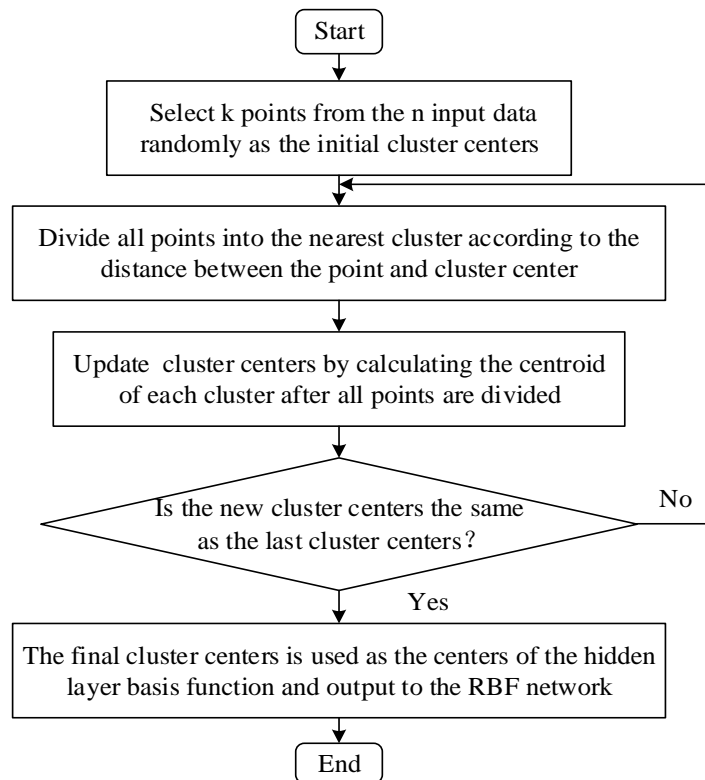 Start
Select k points from the n input data
randomly as the initial cluster centers
Divide all points into the nearest cluster according to the
distance between the point and cluster center
Update cluster centers by calculating the centroid
of each cluster after all points are divided
Is the new cluster centers the same
as the last cluster centers？
No
Yes
The final cluster centers is used as the centers of the hidden
layer basis function and output to the RBF network
End